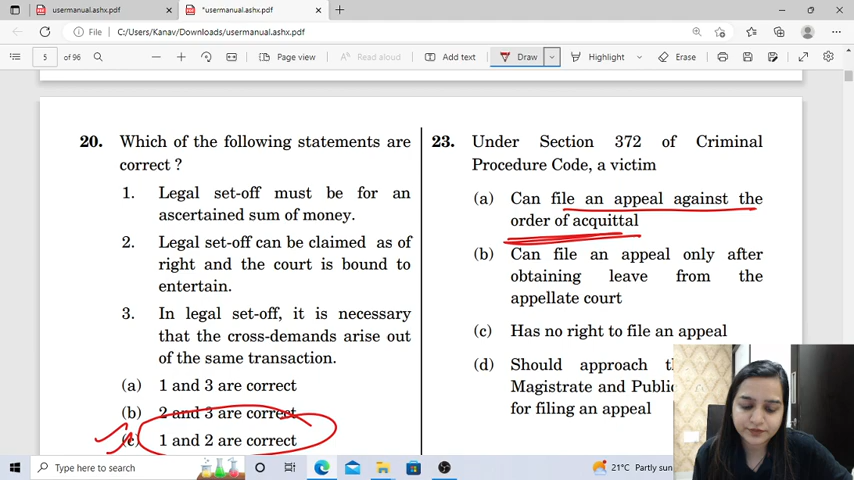 usermanual.ashx.pdf
*usermanual.ashx.pdf
File
C:/Users/Kanav/Downloads/usermanual.ashx.pdf
5
of 96
Page view
Read aloud
Add text
Draw
Highlight
Erase
20. Which of the following statements are
correct ?
1. Legal set-off must be for an
ascertained sum of money.
2. Legal set-off can be claimed as of
right and the court is bound to
entertain.
3. In legal set-off, it is necessary
that the cross-demands arise out
of the same transaction.
(a) 1 and 3 are correct
(b) 2 and 3 are correct
(c) 1 and 2 are correct
23. Under Section 372 of Criminal
Procedure Code, a victim
(a) Can file an appeal against the
order of acquittal
(b) Can file an appeal only after
obtaining leave from the
appellate court
(c) Has no right to file an appeal
(d) Should approach
Magistrate and
for filing an appeal
Type here to search
21°C Partly